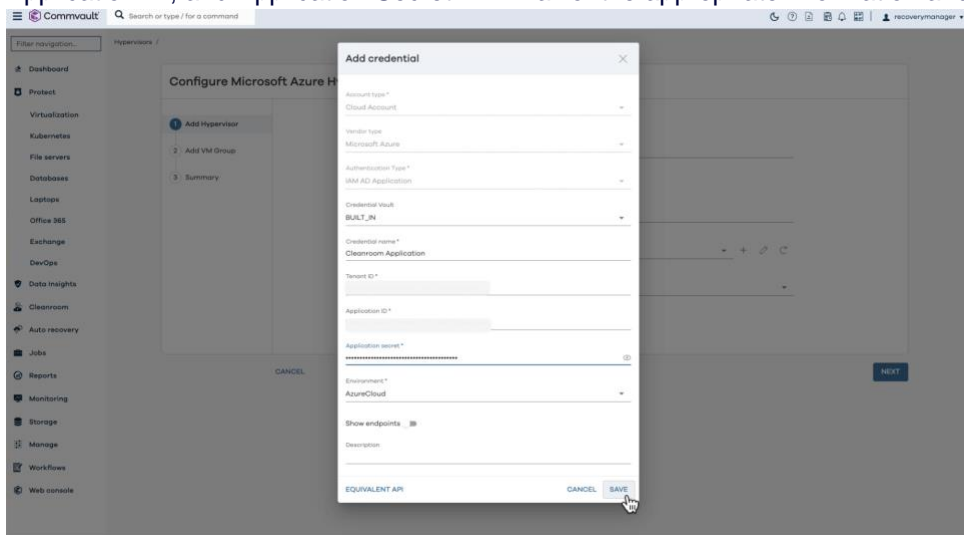 Commvault
Search or type / for a command
recoverymanager
Filter navigation..
Hypervisors /
Dashboard
Protect
Virtualization
Kubernetes
File servers
Databases
Laptops
Office 365
Exchange
DevOps
Data Insights
Cleanroom
Auto recovery
Jobs
Reports
Monitoring
Storage
Manage
Workflows
Web console
Configure Microsoft Azure H
1 Add Hypervisor
2 Add VM Group
3 Summary
CANCEL
NEXT
Add credential
Account type *
Cloud Account
Vendor type
Microsoft Azure
Authentication Type *
IAM AD Application
Credential Vault
BUILT_IN
Credential name *
Cleanroom Application
Tenant ID *
Application ID *
Application secret *
Environment *
AzureCloud
Show endpoints
Description
EQUIVALENT API
CANCEL
SAVE